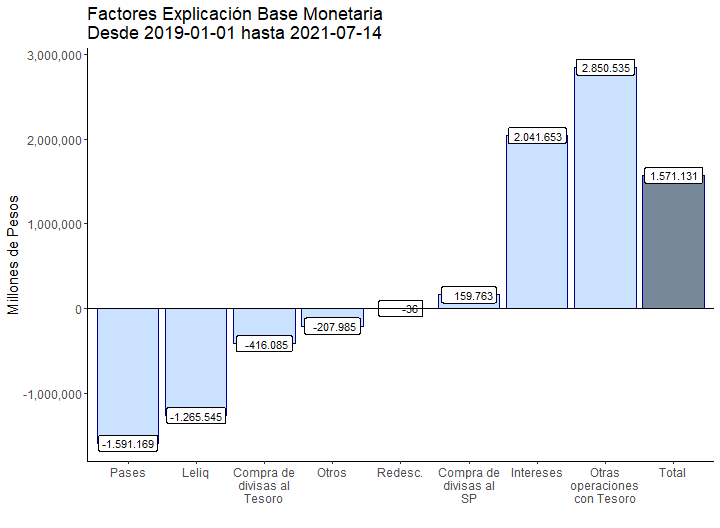 Factores Explicación Base Monetaria
Desde 2019-01-01 hasta 2021-07-14
Millones de Pesos
3,000,000
2,000,000
1,000,000
0
-1,000,000
-1.591.169
-1.265.545
-416.085
-207.985
-36
159.763
2.041.653
2.850.535
1.571.131
Pases
Leliq
Compra de
divisas al
Tesoro
Otros
Redesc.
Compra de
divisas al
SP
Intereses
Otras
operaciones
con Tesoro
Total